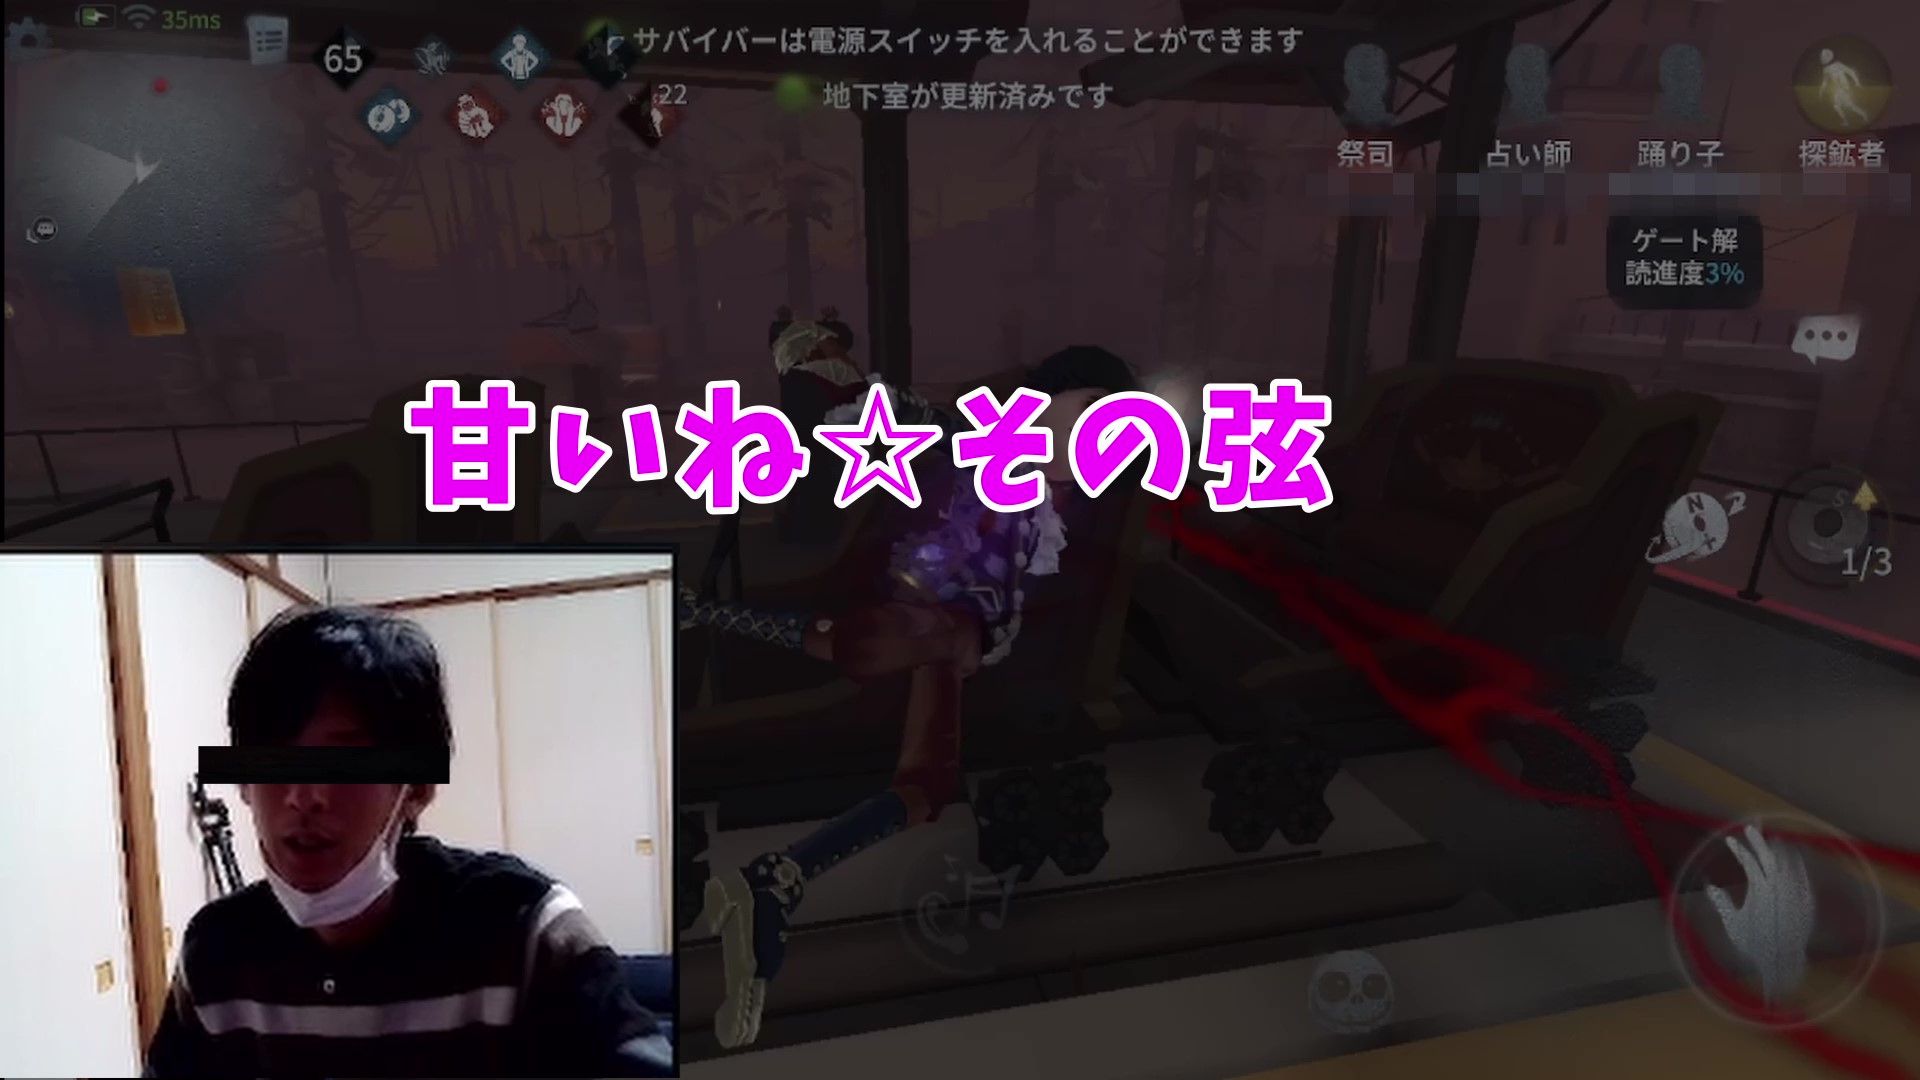 35ms
65
サバイバーは電源スイッチを入れることができます
22
地下室が更新済みです
祭司
占い師
踊り子
探鉱者
ゲート解
読進度3%
甘いね☆その弦
N
S
1/3